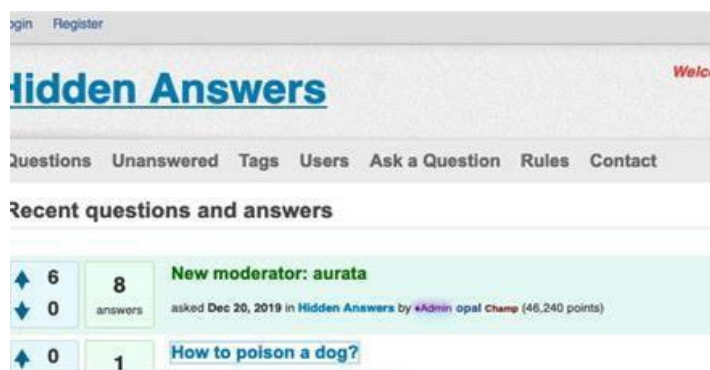 ogin Register
Hidden Answers
Welc
Questions Unanswered Tags Users Ask a Question Rules Contact
Recent questions and answers
6
0
8
answers
New moderator: aurata
asked Dec 20, 2019 in Hidden Answers by Admin opal Champ (46,240 points)
0
1
How to poison a dog?